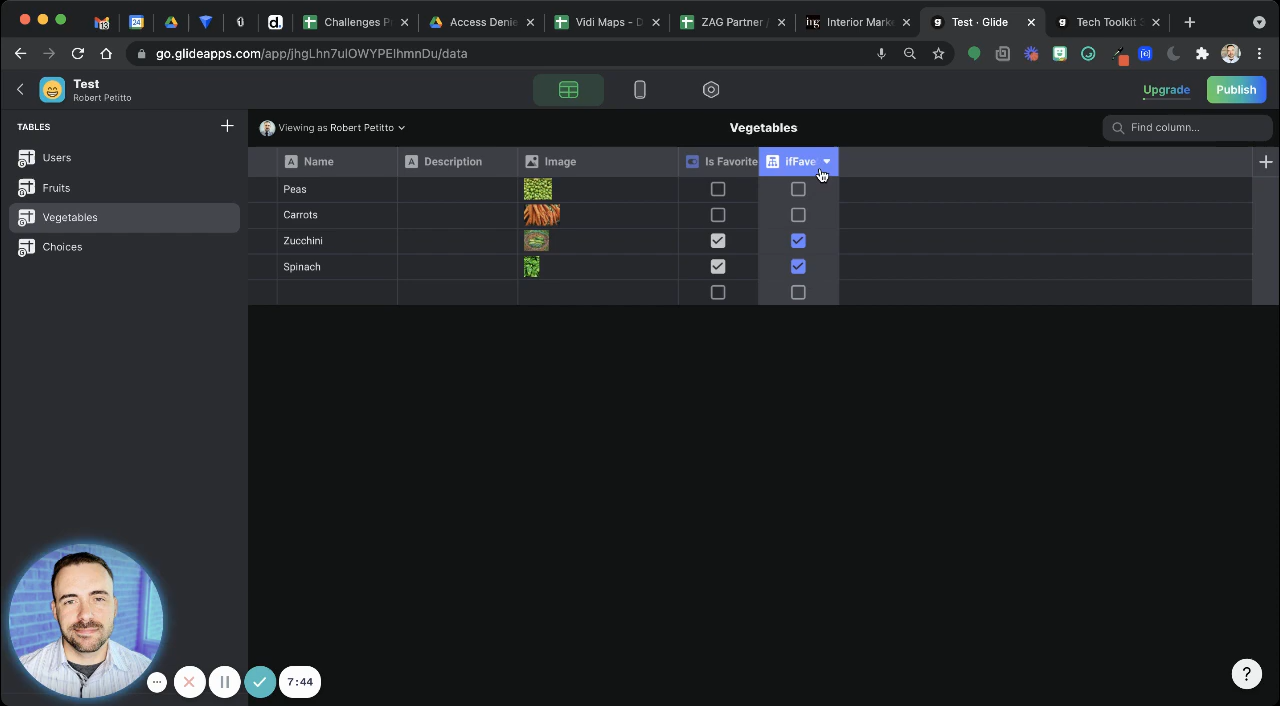 Challenges P
Access Denie
Vidi Maps - D
ZAG Partner /
Interior Marke
Test · Glide
Tech Toolkit
go.glideapps.com/app/jhgLhn7ulOWYPElhmnDu/data
Test
Robert Petitto
Upgrade
Publish
TABLES
Viewing as Robert Petitto
Vegetables
Find column...
Users
Fruits
Vegetables
Choices
Name
Description
Image
Is Favorite
ifFave
Peas
Carrots
Zucchini
Spinach
7:44
?